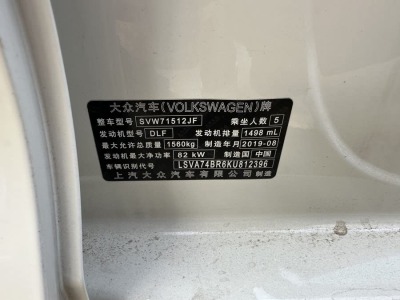 大众汽车(VOLKSWAGEN)牌
整车型号 SVW71512JF 乘坐人数 5
发动机型号 DLF 发动机排量 1498 mL
最大允许总质量 1560kg 制造年月 2019-08
发动机最大净功率 82 kW 制造国 中国
车辆识别代号 LSVA74BR6KU812396
上汽大众汽车有限公司